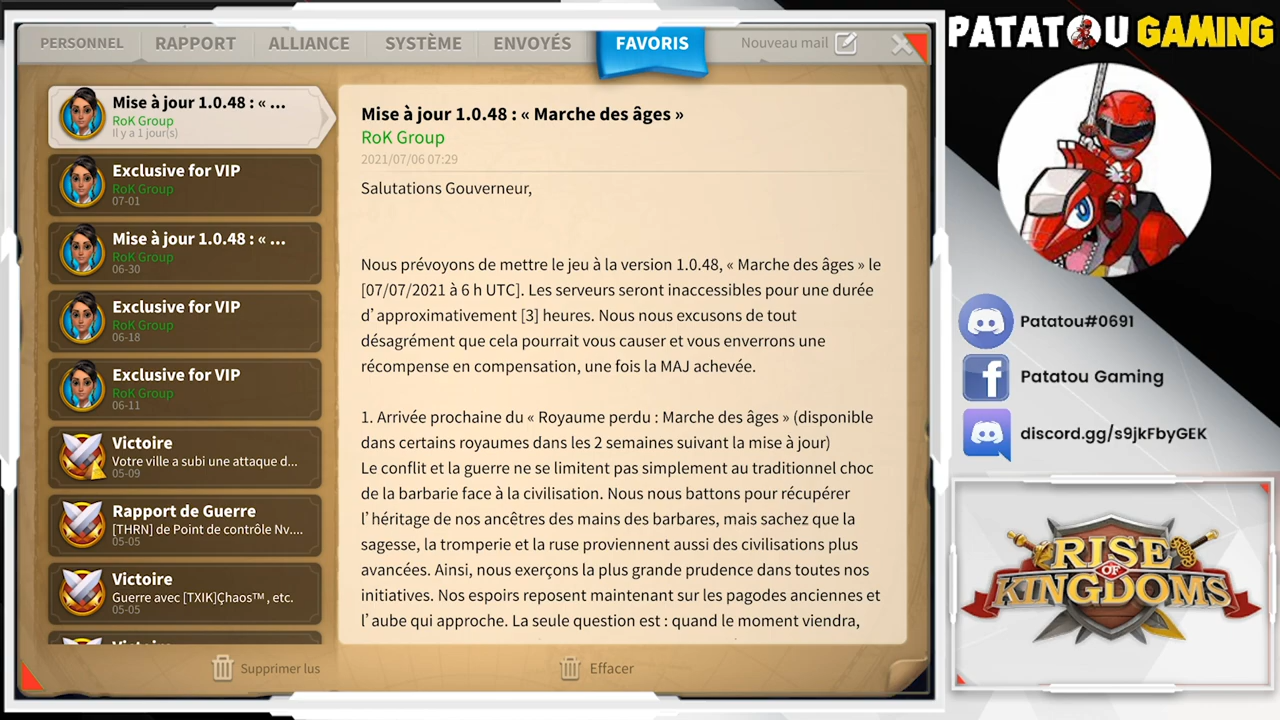 PERSONNEL
RAPPORT
ALLIANCE
SYSTÈME
ENVOYÉS
FAVORIS
Nouveau mail
Mise à jour 1.0.48 : « ...
RoK Group
Il y a 1 jour(s)
Exclusive for VIP
RoK Group
07-01
Mise à jour 1.0.48 : « ...
RoK Group
06-30
Exclusive for VIP
RoK Group
06-18
Exclusive for VIP
RoK Group
06-11
Victoire
Votre ville a subi une attaque d...
05-09
Rapport de Guerre
[THRN] de Point de contrôle Nv....
05-05
Victoire
Guerre avec [TXIK]Çhaos™ , etc.
05-05
Supprimer lus
Mise à jour 1.0.48 : « Marche des âges »
RoK Group
2021/07/06 07:29
Salutations Gouverneur,
Nous prévoyons de mettre le jeu à la version 1.0.48, « Marche des âges » le
[07/07/2021 à 6 h UTC]. Les serveurs seront inaccessibles pour une durée
d'approximativement [3] heures. Nous nous excusons de tout
désagrément que cela pourrait vous causer et vous enverrons une
récompense en compensation, une fois la MAJ achevée.
1. Arrivée prochaine du « Royaume perdu : Marche des âges » (disponible
dans certains royaumes dans les 2 semaines suivant la mise à jour)
Le conflit et la guerre ne se limitent pas simplement au traditionnel choc
de la barbarie face à la civilisation. Nous nous battons pour récupérer
l'héritage de nos ancêtres des mains des barbares, mais sachez que la
sagesse, la tromperie et la ruse proviennent aussi des civilisations plus
avancées. Ainsi, nous exerçons la plus grande prudence dans toutes nos
initiatives. Nos espoirs reposent maintenant sur les pagodes anciennes et
l'aube qui approche. La seule question est : quand le moment viendra,
Effacer
PATATOU GAMING
Patatou#0691
Patatou Gaming
discord.gg/s9jkFbyGEK
RISE
OF
KINGDOMS